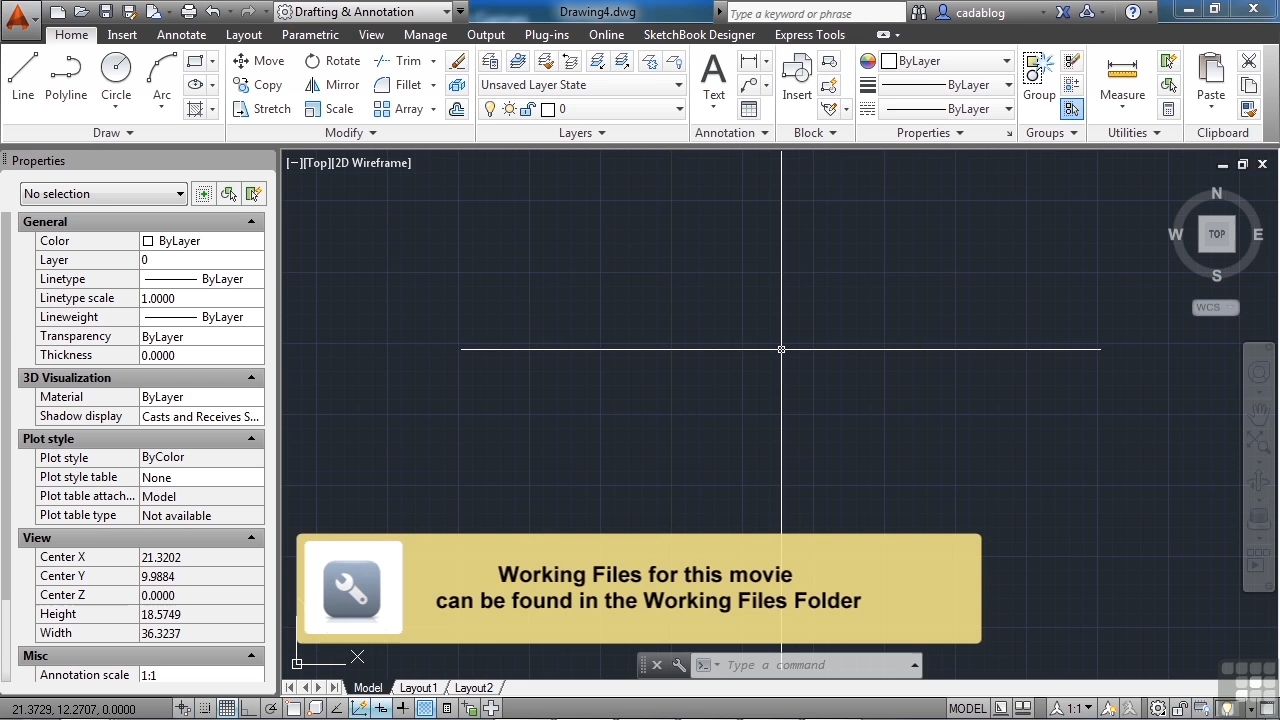 Drafting & Annotation
Drawing4.dwg
Type a keyword or phrase
cadablog
Home
Insert
Annotate
Layout
Parametric
View
Manage
Output
Plug-ins
Online
SketchBook Designer
Express Tools
Line
Polyline
Circle
Arc
Draw
Move
Rotate
Trim
Copy
Mirror
Fillet
Stretch
Scale
Array
Modify
Unsaved Layer State
0
Layers
Text
Annotation
Insert
Block
ByLayer
ByLayer
ByLayer
Properties
Group
Groups
Measure
Utilities
Paste
Clipboard
Properties
No selection
General
Color ByLayer
Layer 0
Linetype ByLayer
Linetype scale 1.0000
Lineweight ByLayer
Transparency ByLayer
Thickness 0.0000
3D Visualization
Material ByLayer
Shadow display Casts and Receives S...
Plot style
Plot style ByColor
Plot style table None
Plot table attach... Model
Plot table type Not available
View
Center X 21.3202
Center Y 9.9884
Center Z 0.0000
Height 18.5749
Width 36.3237
Misc
Annotation scale 1:1
[−][Top][2D Wireframe]
N
W TOP E
S
WCS
Working Files for this movie
can be found in the Working Files Folder
X
Type a command
Model Layout1 Layout2
21.3729, 12.2707, 0.0000
MODEL
1:1